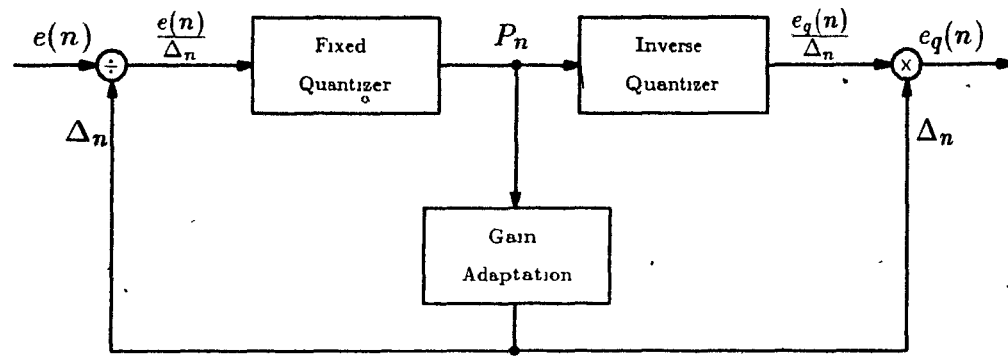 e(n)
÷
e(n)/Δn
Fixed
Quantizer
Pn
Inverse
Quantizer
eq(n)/Δn
×
eq(n)
Δn
Δn
Gain
Adaptation